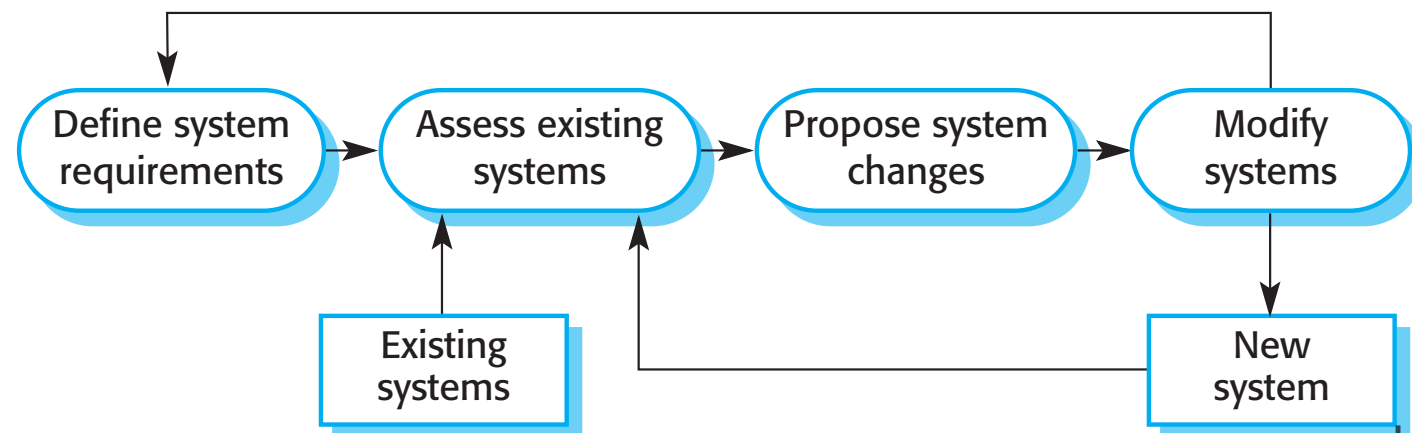 Define system
requirements
Assess existing
systems
Propose system
changes
Modify
systems
Existing
systems
New
system